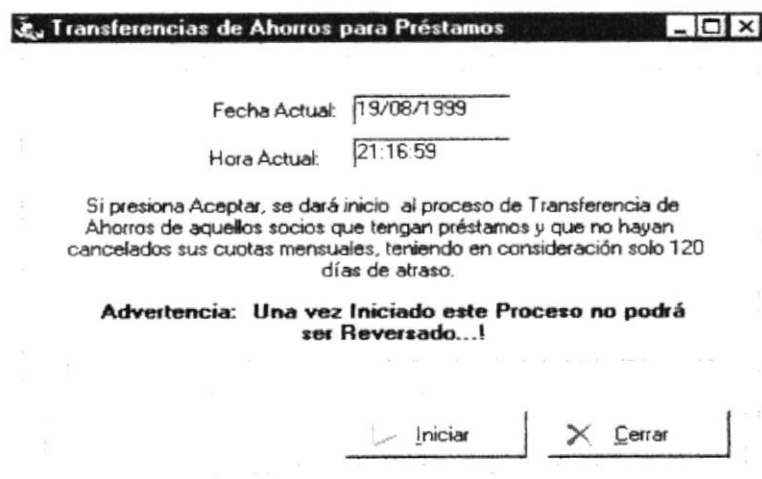 Transferencias de Ahorros para Préstamos
Fecha Actual: 19/08/1999
Hora Actual: 21:16:59
Si presiona Aceptar, se dará inicio al proceso de Transferencia de
Ahorros de aquellos socios que tengan préstamos y que no hayan
cancelados sus cuotas mensuales, teniendo en consideración solo 120
días de atraso.
Advertencia: Una vez Iniciado este Proceso no podrá
ser Reversado...!
Iniciar Cerrar